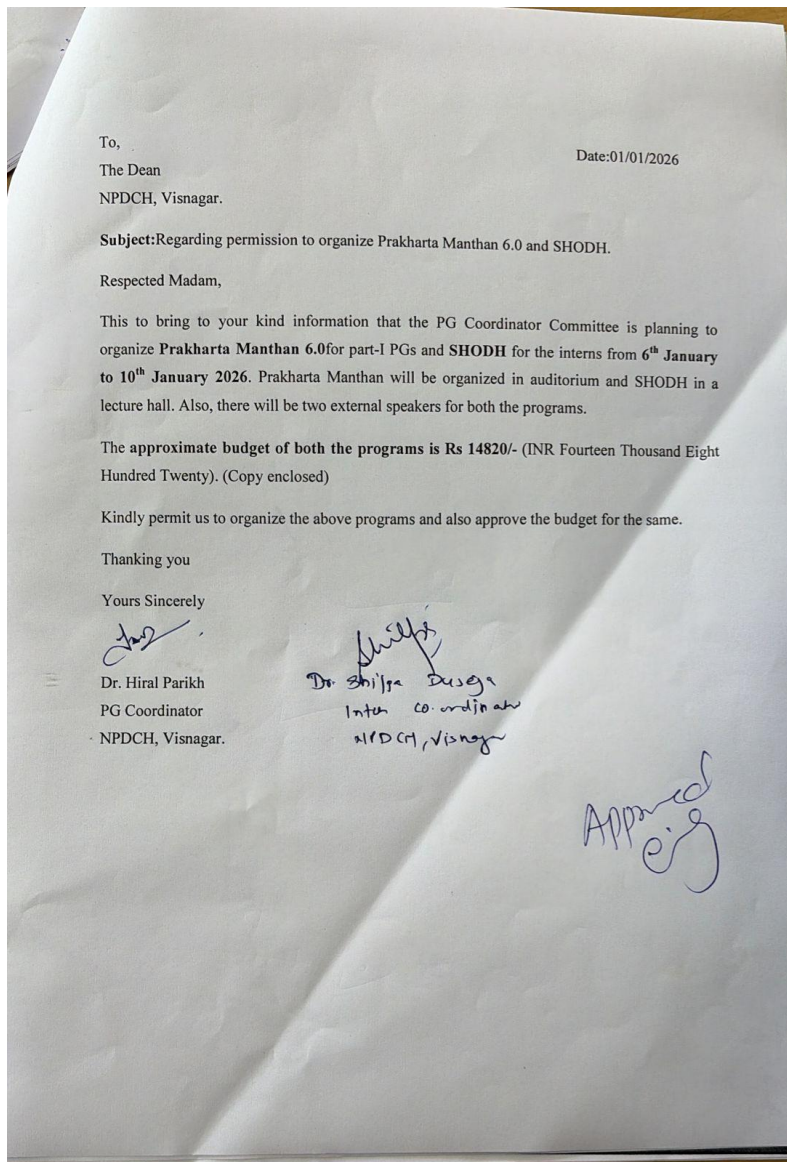 To,
Date:01/01/2026
The Dean
NPDCH, Visnagar.
Subject:Regarding permission to organize Prakharta Manthan 6.0 and SHODH.
Respected Madam,
This to bring to your kind information that the PG Coordinator Committee is planning to
organize Prakharta Manthan 6.0for part-I PGs and SHODH for the interns from 6th January
to 10th January 2026. Prakharta Manthan will be organized in auditorium and SHODH in a
lecture hall. Also, there will be two external speakers for both the programs.
The approximate budget of both the programs is Rs 14820/- (INR Fourteen Thousand Eight
Hundred Twenty). (Copy enclosed)
Kindly permit us to organize the above programs and also approve the budget for the same.
Thanking you
Yours Sincerely
Shilpa
Dr. Hiral Parikh
Dr. Shilpa Duseja
PG Coordinator
Inter co-ordinator
NPDCH, Visnagar.
NPDCH, Visnagar
Approved